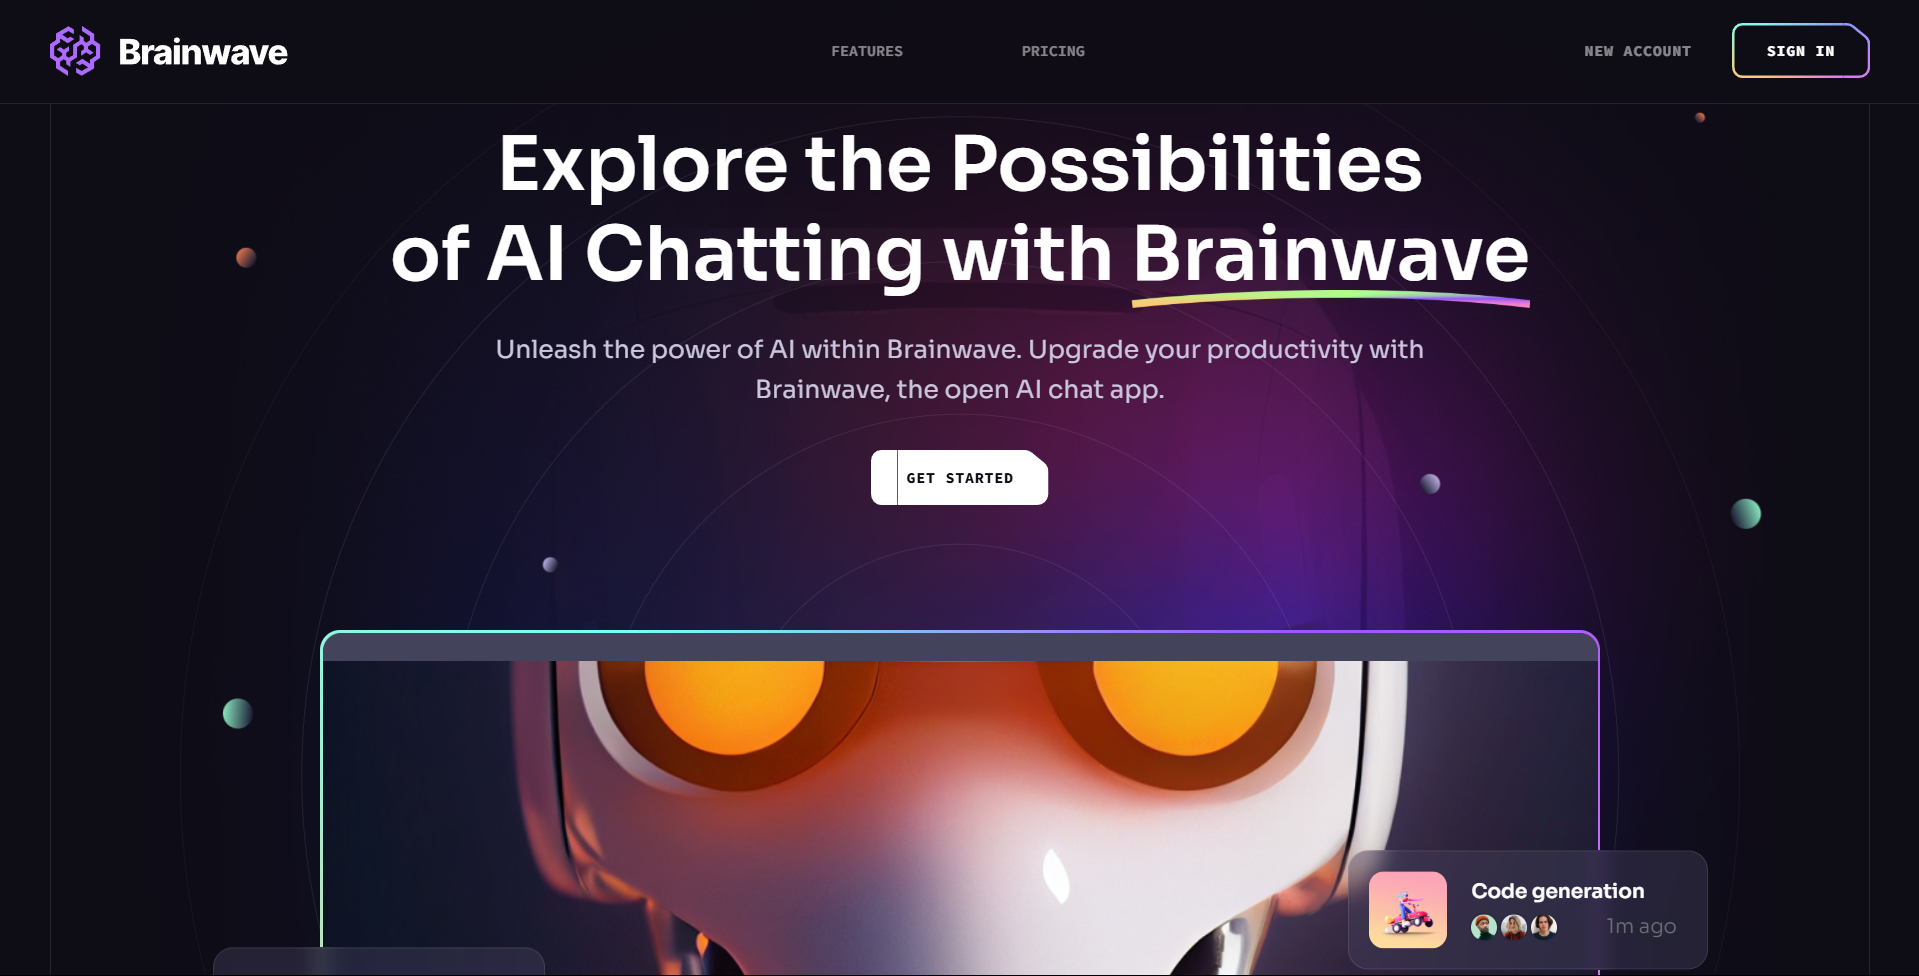 Brainwave
FEATURES
PRICING
NEW ACCOUNT
SIGN IN
Explore the Possibilities
of AI Chatting with Brainwave
Unleash the power of AI within Brainwave. Upgrade your productivity with
Brainwave, the open AI chat app.
GET STARTED
Code generation
1m ago